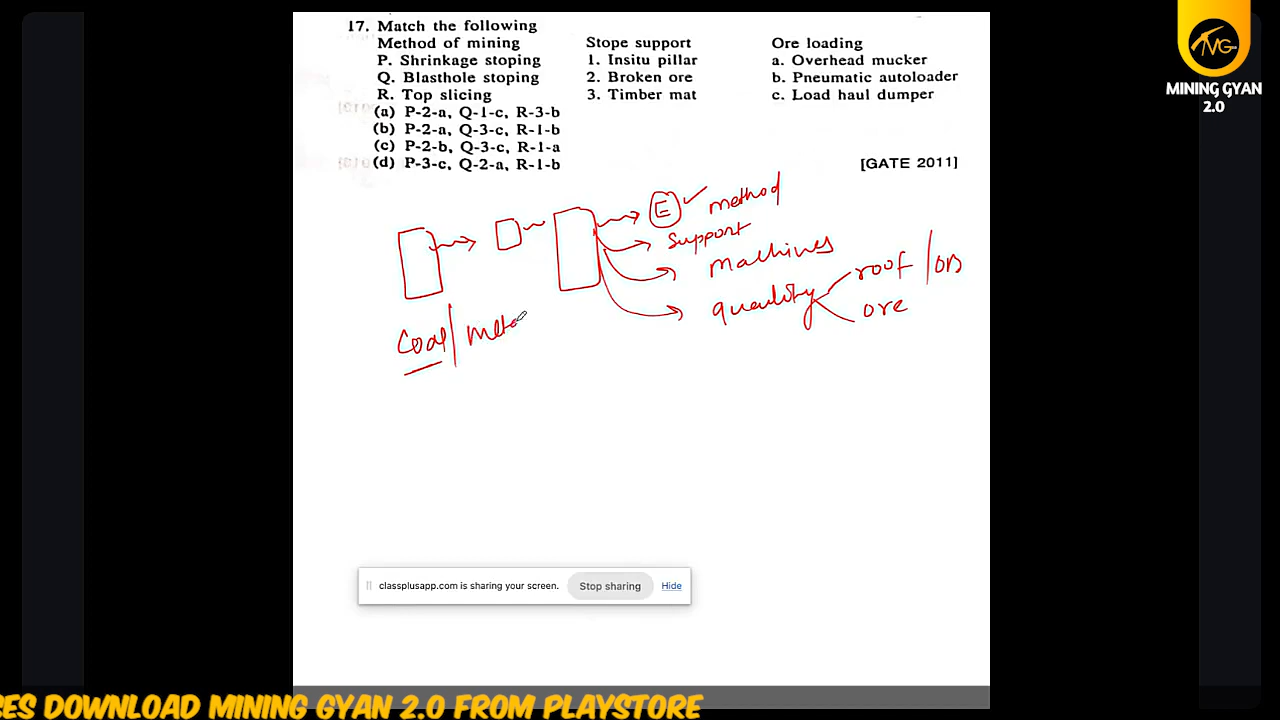 17. Match the following
Method of mining Stope support Ore loading
P. Shrinkage stoping 1. Insitu pillar a. Overhead mucker
Q. Blasthole stoping 2. Broken ore b. Pneumatic autoloader
R. Top slicing 3. Timber mat c. Load haul dumper
(a) P-2-a, Q-1-c, R-3-b
(b) P-2-a, Q-3-c, R-1-b
(c) P-2-b, Q-3-c, R-1-a
(d) P-3-c, Q-2-a, R-1-b [GATE 2011]
MINING GYAN
2.0
E method
support
machines
quality roof / OB
ore
Coal / Meta
classplusapp.com is sharing your screen. Stop sharing Hide
SES DOWNLOAD MINING GYAN 2.0 FROM PLAYSTORE